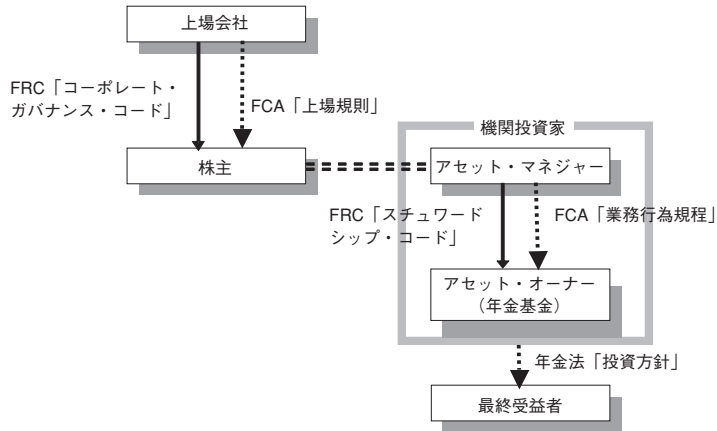 上場会社
FRC「コーポレート・
ガバナンス・コード」
FCA「上場規則」
機関投資家
株主
アセット・マネジャー
FRC「スチュワード
シップ・コード」
FCA「業務行為規程」
アセット・オーナー
（年金基金）
年金法「投資方針」
最終受益者